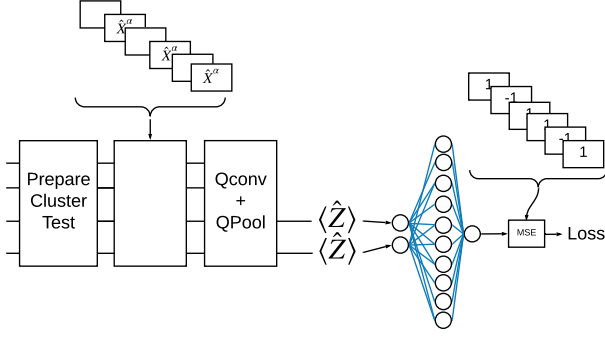 X̂^α
X̂^α
X̂^α
1
-1
1
1
-1
1
Prepare
Cluster
Test
Qconv
+
QPool
⟨Ẑ⟩
⟨Ẑ⟩
MSE
Loss